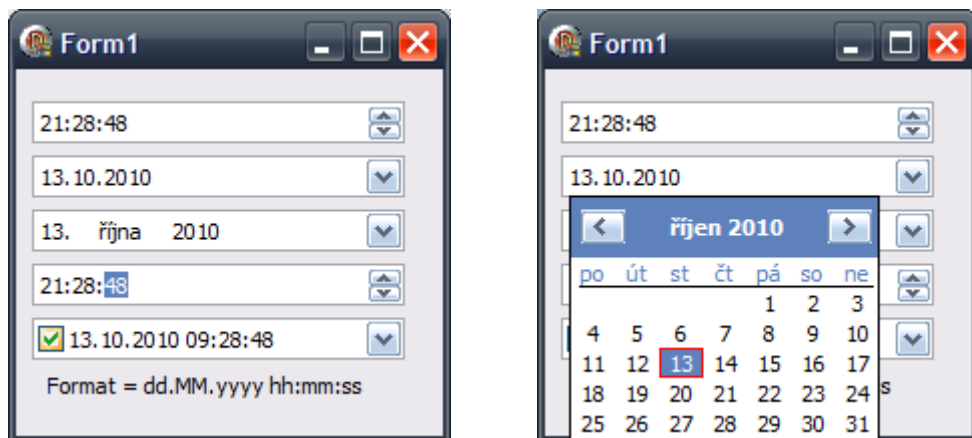 Form1
21:28:48
13.10.2010
13. října 2010
21:28:48
13.10.2010 09:28:48
Format = dd.MM.yyyy hh:mm:ss
Form1
21:28:48
13.10.2010
říjen 2010
po út st čt pá so ne
1 2 3
4 5 6 7 8 9 10
11 12 13 14 15 16 17
18 19 20 21 22 23 24
s
25 26 27 28 29 30 31